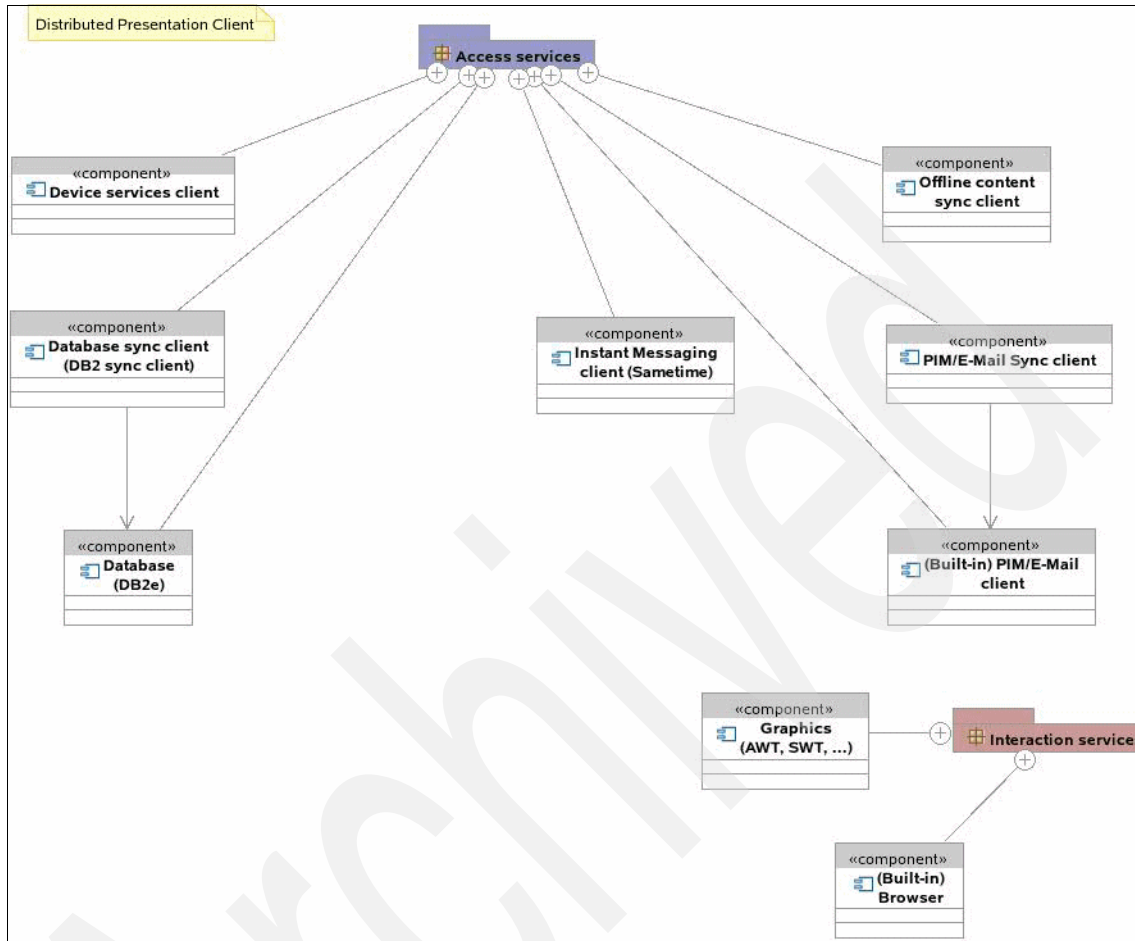 Distributed Presentation Client
Access services
«component»
Device services client
«component»
Offline content
sync client
«component»
Database sync client
(DB2 sync client)
«component»
Instant Messaging
client (Sametime)
«component»
PIM/E-Mail Sync client
«component»
Database
(DB2e)
«component»
(Built-in) PIM/E-Mail
client
«component»
Graphics
(AWT, SWT, ...)
Interaction service
«component»
(Built-in)
Browser
Archived